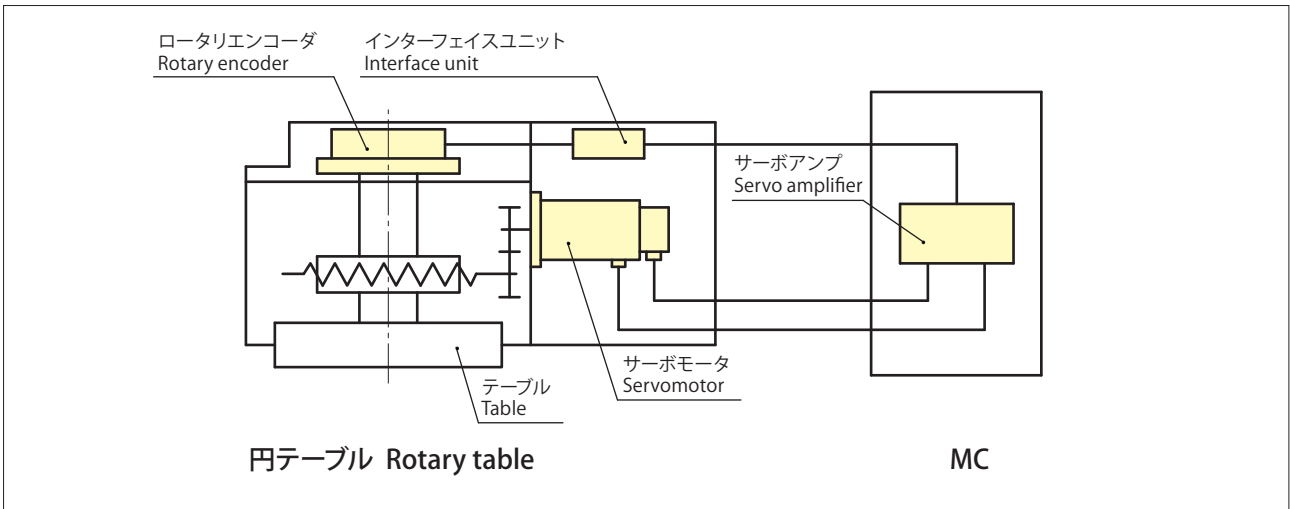 ロータリエンコーダ
Rotary encoder
インターフェイスユニット
Interface unit
サーボアンプ
Servo amplifier
サーボモータ
Servomotor
テーブル
Table
円テーブル Rotary table
MC